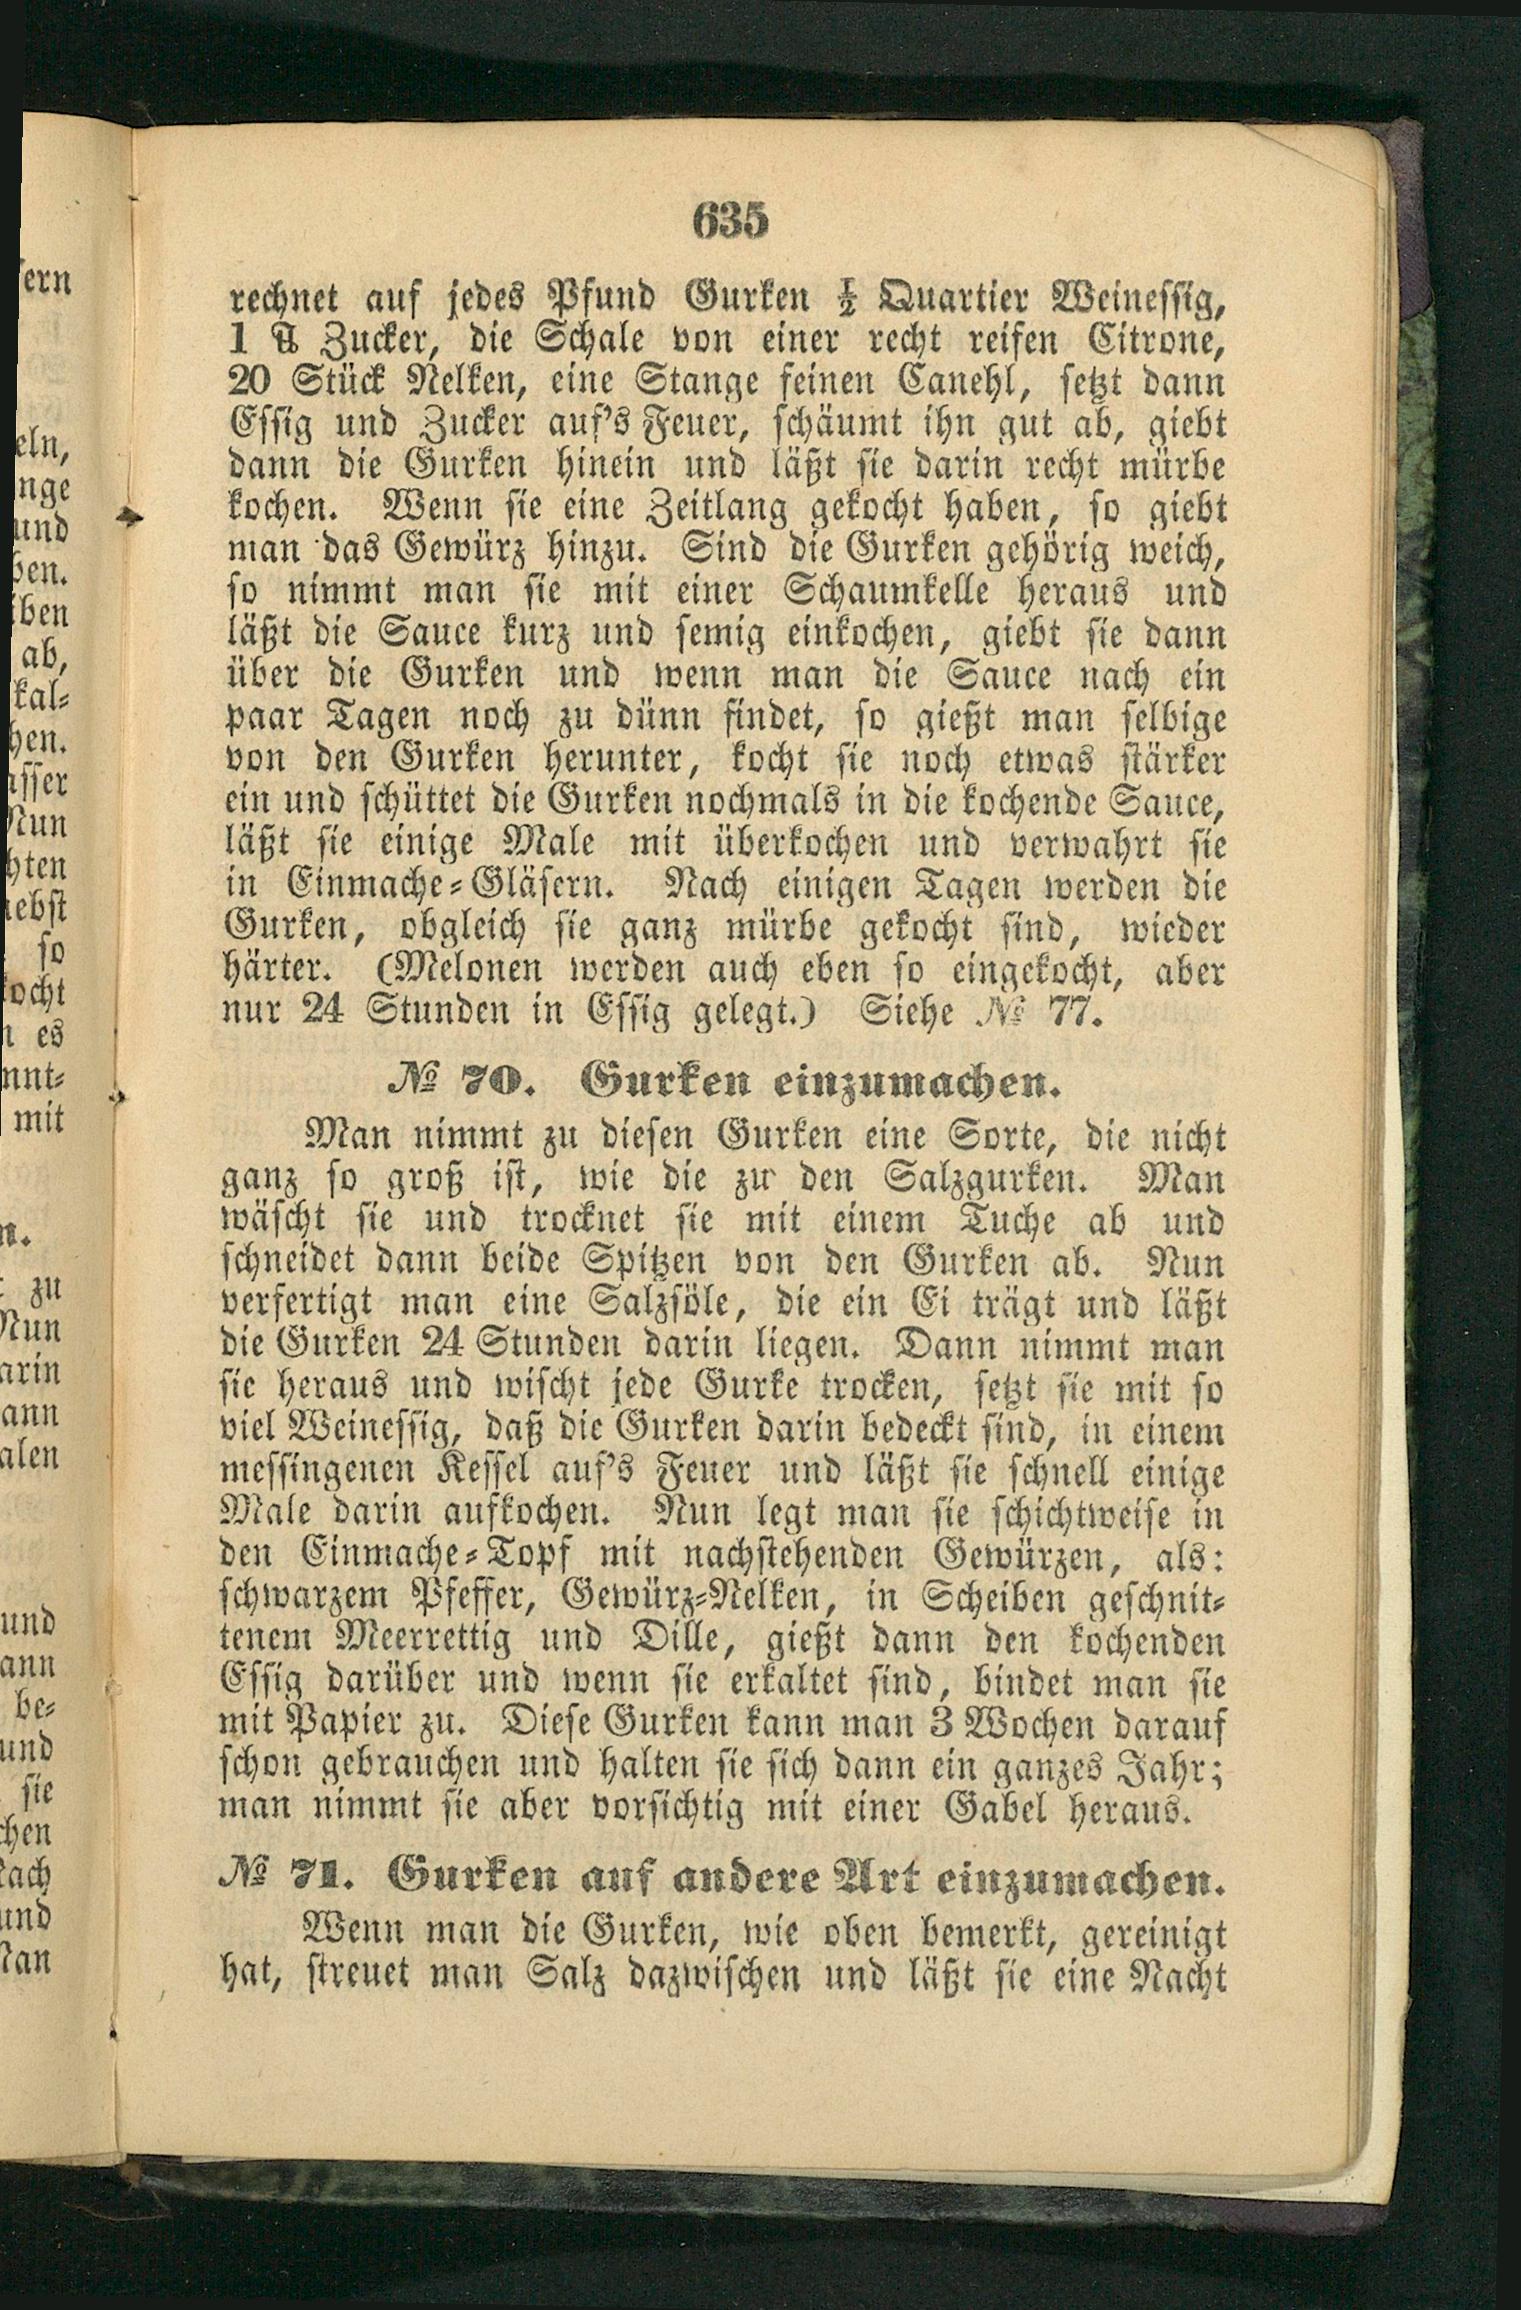 635
rechnet auf jedes Pfund Gurken ½ Quartier Weinessig,
1 ℔ Zucker, die Schale von einer recht reifen Citrone,
20 Stück Nelken, eine Stange feinen Canehl, setzt dann
Essig und Zucker auf's Feuer, schäumt ihn gut ab, giebt
dann die Gurken hinein und läßt sie darin recht mürbe
kochen. Wenn sie eine Zeitlang gekocht haben, so giebt
man das Gewürz hinzu. Sind die Gurken gehörig weich,
so nimmt man sie mit einer Schaumkelle heraus und
läßt die Sauce kurz und semig einkochen, giebt sie dann
über die Gurken und wenn man die Sauce nach ein
paar Tagen noch zu dünn findet, so gießt man selbige
von den Gurken herunter, kocht sie noch etwas stärker
ein und schüttet die Gurken nochmals in die kochende Sauce,
läßt sie einige Male mit überkochen und verwahrt sie
in Einmache-Gläsern. Nach einigen Tagen werden die
Gurken, obgleich sie ganz mürbe gekocht sind, wieder
härter. (Melonen werden auch eben so eingekocht, aber
nur 24 Stunden in Essig gelegt.) Siehe № 77.
№ 70. Gurken einzumachen.
Man nimmt zu diesen Gurken eine Sorte, die nicht
ganz so groß ist, wie die zu den Salzgurken. Man
wäscht sie und trocknet sie mit einem Tuche ab und
schneidet dann beide Spitzen von den Gurken ab. Nun
verfertigt man eine Salzsöle, die ein Ei trägt und läßt
die Gurken 24 Stunden darin liegen. Dann nimmt man
sie heraus und wischt jede Gurke trocken, setzt sie mit so
viel Weinessig, daß die Gurken darin bedeckt sind, in einem
messingenen Kessel auf's Feuer und läßt sie schnell einige
Male darin aufkochen. Nun legt man sie schichtweise in
den Einmache-Topf mit nachstehenden Gewürzen, als:
schwarzem Pfeffer, Gewürz-Nelken, in Scheiben geschnit-
tenem Meerrettig und Dille, gießt dann den kochenden
Essig darüber und wenn sie erkaltet sind, bindet man sie
mit Papier zu. Diese Gurken kann man 3 Wochen darauf
schon gebrauchen und halten sie sich dann ein ganzes Jahr;
man nimmt sie aber vorsichtig mit einer Gabel heraus.
№ 71. Gurken auf andere Art einzumachen.
Wenn man die Gurken, wie oben bemerkt, gereinigt
hat, streuet man Salz dazwischen und läßt sie eine Nacht